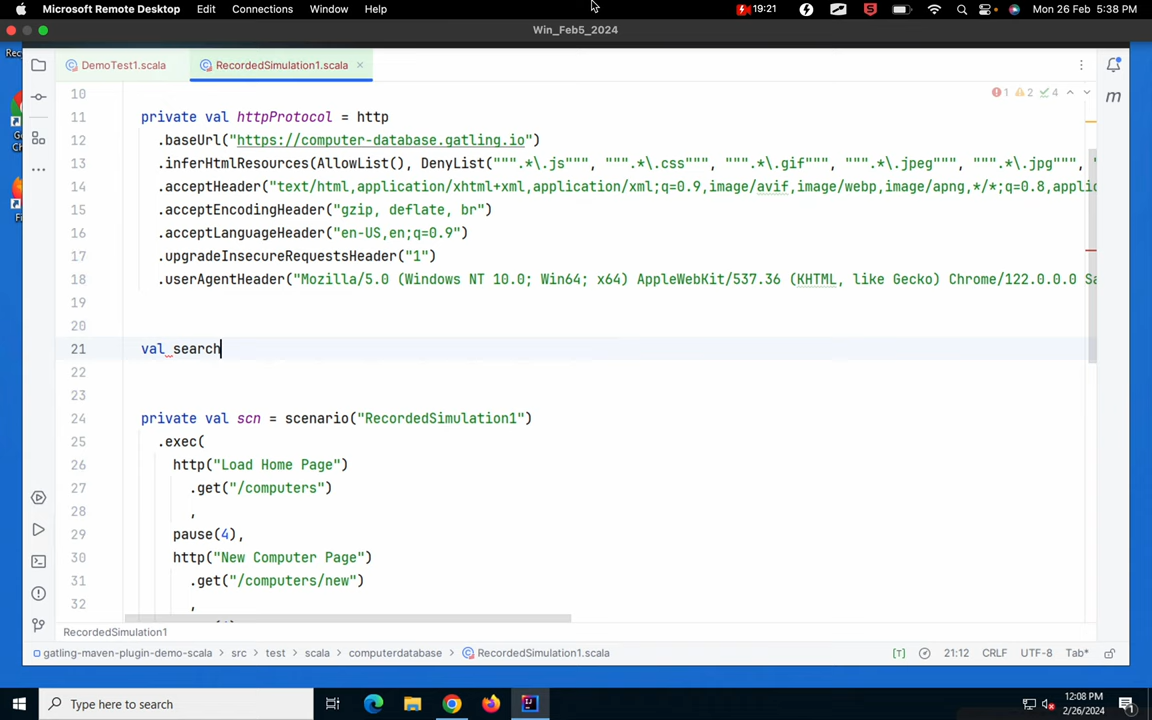 Microsoft Remote Desktop Edit Connections Window Help 19:21 Mon 26 Feb 5:38 PM
Win_Feb5_2024
DemoTest1.scala RecordedSimulation1.scala
1 2 4
10
11 private val httpProtocol = http
12 .baseUrl("https://computer-database.gatling.io")
13 .inferHtmlResources(AllowList(), DenyList(""".*\.js""", """.*\.css""", """.*\.gif""", """.*\.jpeg""", """.*\.jpg""",
14 .acceptHeader("text/html,application/xhtml+xml,application/xml;q=0.9,image/avif,image/webp,image/apng,*/*;q=0.8,applic
15 .acceptEncodingHeader("gzip, deflate, br")
16 .acceptLanguageHeader("en-US,en;q=0.9")
17 .upgradeInsecureRequestsHeader("1")
18 .userAgentHeader("Mozilla/5.0 (Windows NT 10.0; Win64; x64) AppleWebKit/537.36 (KHTML, like Gecko) Chrome/122.0.0.0 Sa
19
20
21 val search
22
23
24 private val scn = scenario("RecordedSimulation1")
25 .exec(
26 http("Load Home Page")
27 .get("/computers")
28 ,
29 pause(4),
30 http("New Computer Page")
31 .get("/computers/new")
32 ,
RecordedSimulation1
gatling-maven-plugin-demo-scala > src > test > scala > computerdatabase > RecordedSimulation1.scala 21:12 CRLF UTF-8 Tab*
Type here to search
12:08 PM
2/26/2024